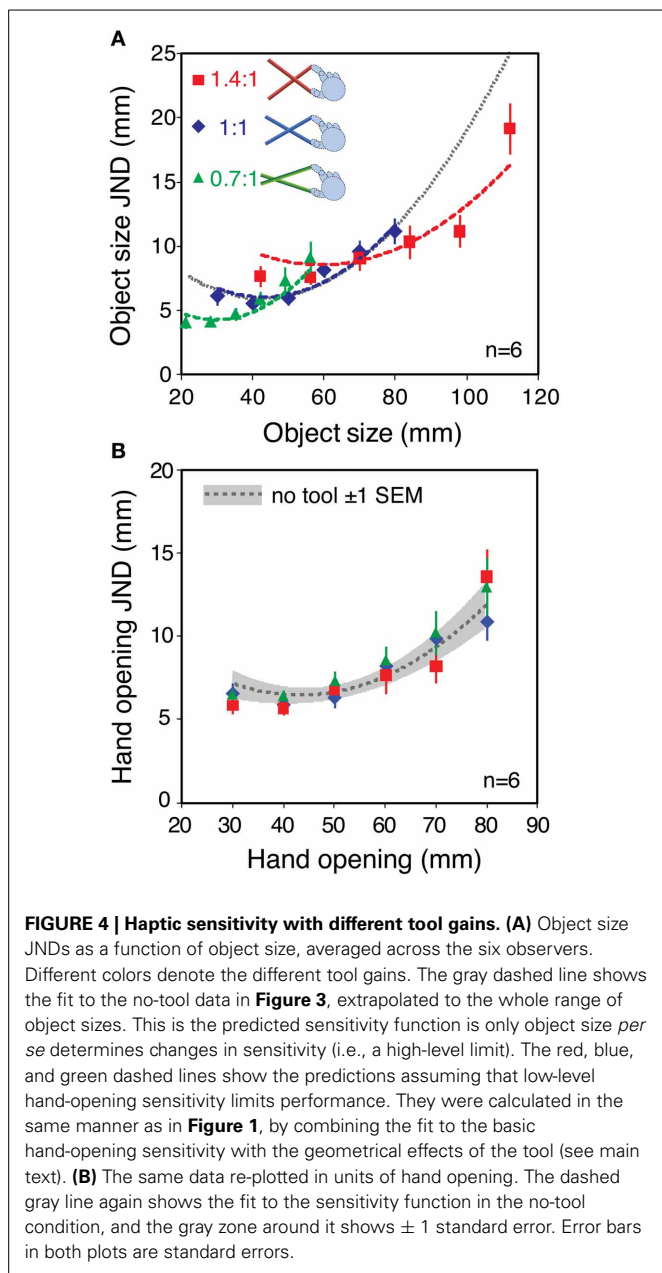 A
25
20
15
10
5
0
Object size JND (mm)
1.4:1
1:1
0.7:1
n=6
20 40 60 80 100 120
Object size (mm)
B
20
15
10
5
0
Hand opening JND (mm)
no tool ±1 SEM
n=6
20 30 40 50 60 70 80 90
Hand opening (mm)
FIGURE 4 | Haptic sensitivity with different tool gains. (A) Object size
JNDs as a function of object size, averaged across the six observers.
Different colors denote the different tool gains. The gray dashed line shows
the fit to the no-tool data in Figure 3, extrapolated to the whole range of
object sizes. This is the predicted sensitivity function is only object size per
se determines changes in sensitivity (i.e., a high-level limit). The red, blue,
and green dashed lines show the predictions assuming that low-level
hand-opening sensitivity limits performance. They were calculated in the
same manner as in Figure 1, by combining the fit to the basic
hand-opening sensitivity with the geometrical effects of the tool (see main
text). (B) The same data re-plotted in units of hand opening. The dashed
gray line again shows the fit to the sensitivity function in the no-tool
condition, and the gray zone around it shows ± 1 standard error. Error bars
in both plots are standard errors.